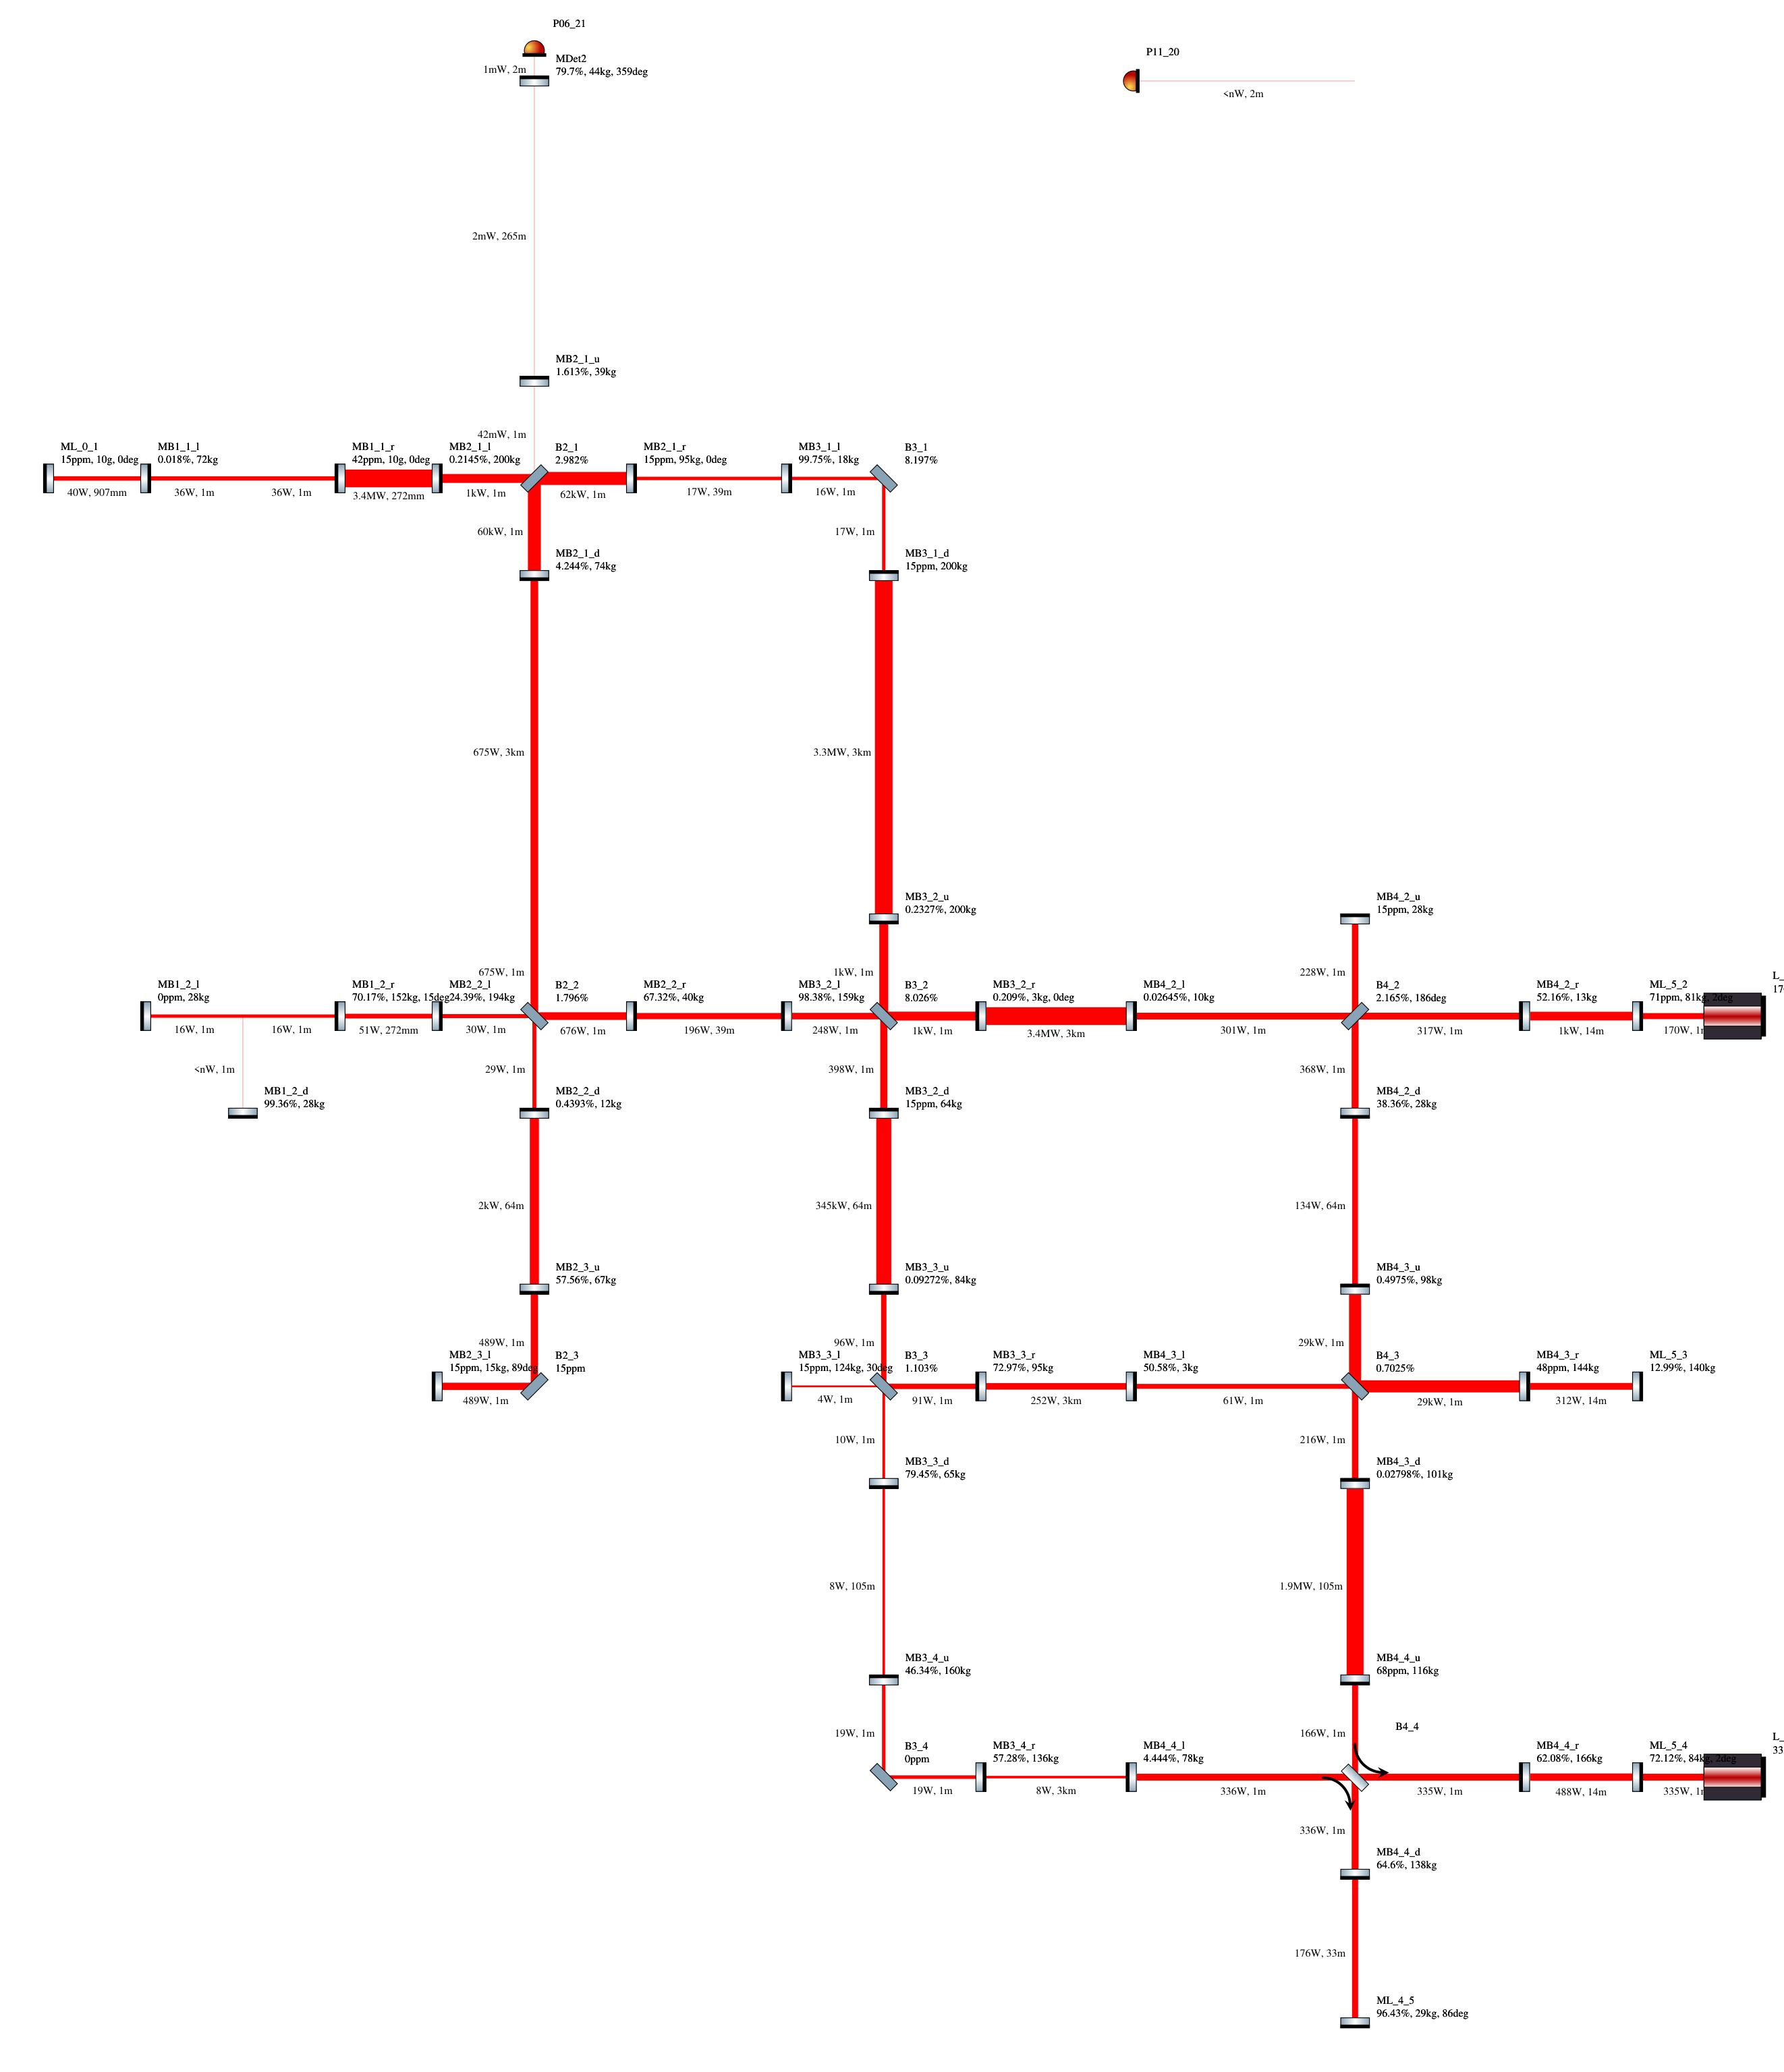 P06_21
P11_20
MDet2
79.7%, 44kg, 359deg
1mW, 2m
<nW, 2m
2mW, 265m
MB2_1_u
1.613%, 39kg
42mW, 1m
ML_0_1
15ppm, 10g, 0deg
MB1_1_l
0.018%, 72kg
MB1_1_r
42ppm, 10g, 0deg
MB2_1_l
0.2145%, 200kg
B2_1
2.982%
MB2_1_r
15ppm, 95kg, 0deg
MB3_1_l
99.75%, 18kg
B3_1
8.197%
40W, 907mm
36W, 1m
36W, 1m
3.4MW, 272mm
1kW, 1m
62kW, 1m
17W, 39m
16W, 1m
60kW, 1m
17W, 1m
MB2_1_d
4.244%, 74kg
MB3_1_d
15ppm, 200kg
675W, 3km
3.3MW, 3km
MB3_2_u
0.2327%, 200kg
MB4_2_u
15ppm, 28kg
675W, 1m
1kW, 1m
228W, 1m
MB1_2_l
0ppm, 28kg
MB1_2_r
70.17%, 152kg, 15deg
MB2_2_l
24.39%, 194kg
B2_2
1.796%
MB2_2_r
67.32%, 40kg
MB3_2_l
98.38%, 159kg
B3_2
8.026%
MB3_2_r
0.209%, 3kg, 0deg
MB4_2_l
0.02645%, 10kg
B4_2
2.165%, 186deg
MB4_2_r
52.16%, 13kg
ML_5_2
71ppm, 81kg, 2deg
L_
17
16W, 1m
16W, 1m
51W, 272mm
30W, 1m
676W, 1m
196W, 39m
248W, 1m
1kW, 1m
3.4MW, 3km
301W, 1m
317W, 1m
1kW, 14m
170W, 1m
<nW, 1m
29W, 1m
398W, 1m
368W, 1m
MB1_2_d
99.36%, 28kg
MB2_2_d
0.4393%, 12kg
MB3_2_d
15ppm, 64kg
MB4_2_d
38.36%, 28kg
2kW, 64m
345kW, 64m
134W, 64m
MB2_3_u
57.56%, 67kg
MB3_3_u
0.09272%, 84kg
MB4_3_u
0.4975%, 98kg
489W, 1m
96W, 1m
29kW, 1m
MB2_3_l
15ppm, 15kg, 89deg
B2_3
15ppm
MB3_3_l
15ppm, 124kg, 30deg
B3_3
1.103%
MB3_3_r
72.97%, 95kg
MB4_3_l
50.58%, 3kg
B4_3
0.7025%
MB4_3_r
48ppm, 144kg
ML_5_3
12.99%, 140kg
489W, 1m
4W, 1m
91W, 1m
252W, 3km
61W, 1m
29kW, 1m
312W, 14m
10W, 1m
216W, 1m
MB3_3_d
79.45%, 65kg
MB4_3_d
0.02798%, 101kg
8W, 105m
1.9MW, 105m
MB3_4_u
46.34%, 160kg
MB4_4_u
68ppm, 116kg
19W, 1m
166W, 1m
B4_4
B3_4
0ppm
MB3_4_r
57.28%, 136kg
MB4_4_l
4.444%, 78kg
MB4_4_r
62.08%, 166kg
ML_5_4
72.12%, 84kg, 2deg
L_
33
19W, 1m
8W, 3km
336W, 1m
335W, 1m
488W, 14m
335W, 1m
336W, 1m
MB4_4_d
64.6%, 138kg
176W, 33m
ML_4_5
96.43%, 29kg, 86deg